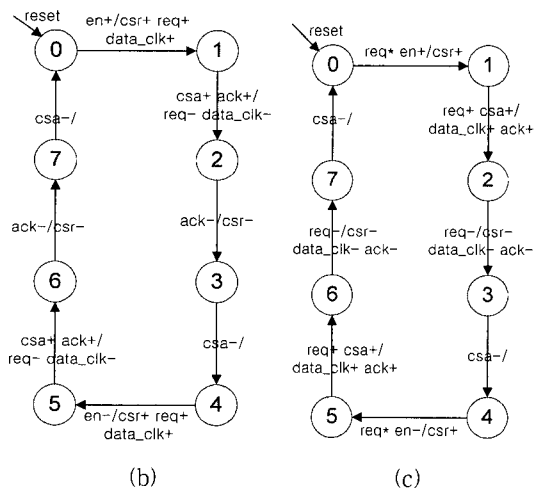 reset
en+/csr+ req+
data_clk+
0
1
csa+ ack+/
req− data_clk−
csa−/
7
2
ack−/csr−
ack−/csr−
6
3
csa+ ack+/
req− data_clk−
csa−/
5
4
en−/csr+ req+
data_clk+
(b)
reset
req* en+/csr+
0
1
req+ csa+/
data_clk+ ack+
csa−/
7
2
req−/csr−
data_clk− ack−
req−/csr−
data_clk− ack−
6
3
req+ csa+/
data_clk+ ack+
csa−/
5
4
req* en−/csr+
(c)